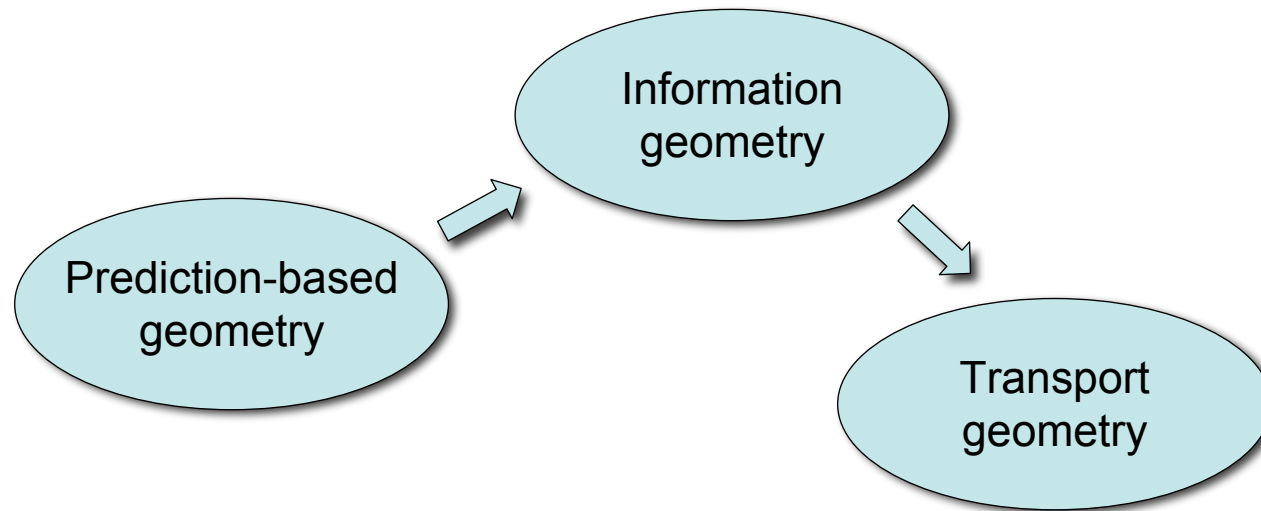 Information
geometry
Prediction-based
geometry
Transport
geometry